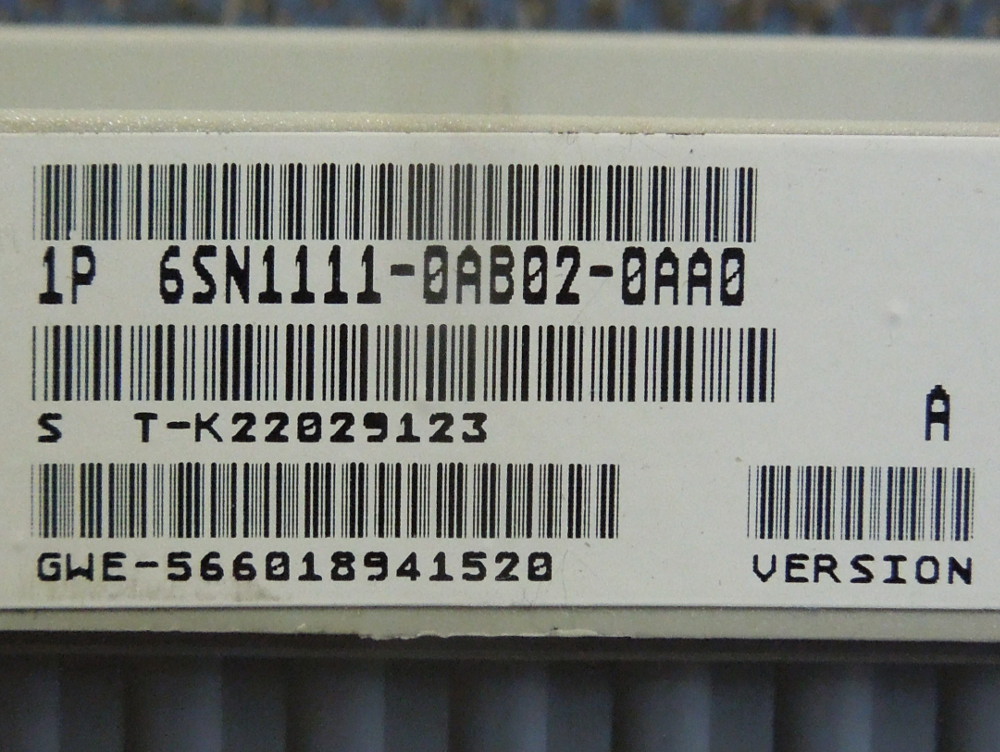 1P 6SN1111-0AB02-0AA0
S T-K22029123
A
GWE-566018941520
VERSION